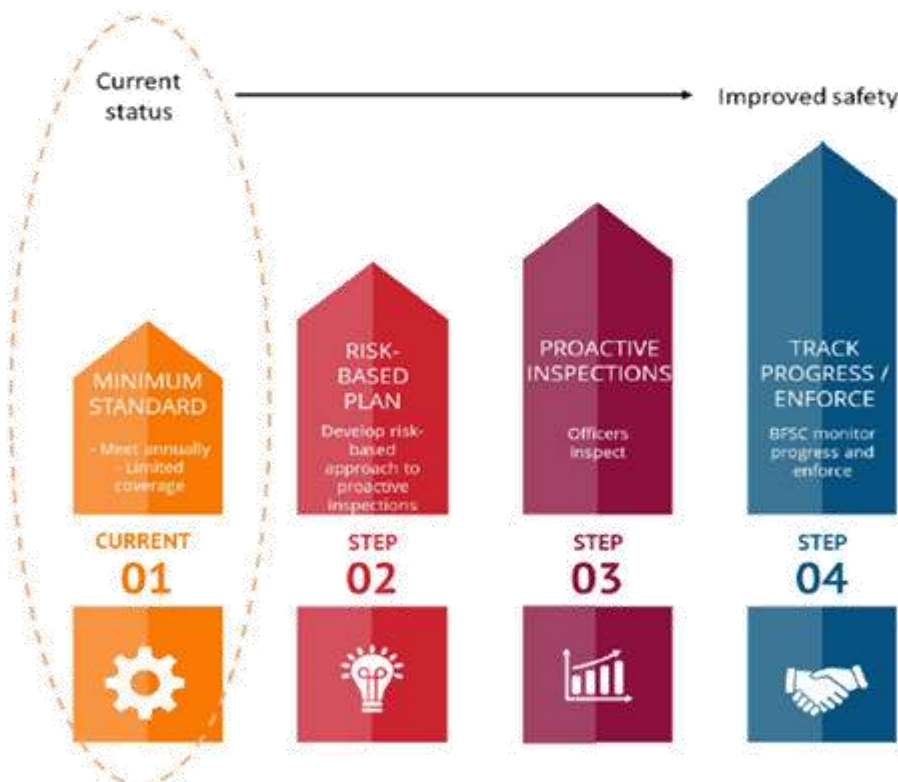 Current
status
Improved safety
MINIMUM
STANDARD
- Meet annually
- Limited
coverage
CURRENT
01
RISK-
BASED
PLAN
Develop risk-
based
approach to
proactive
inspections
STEP
02
PROACTIVE
INSPECTIONS
Officers
inspect
STEP
03
TRACK
PROGRESS /
ENFORCE
BFSC monitor
progress and
enforce
STEP
04